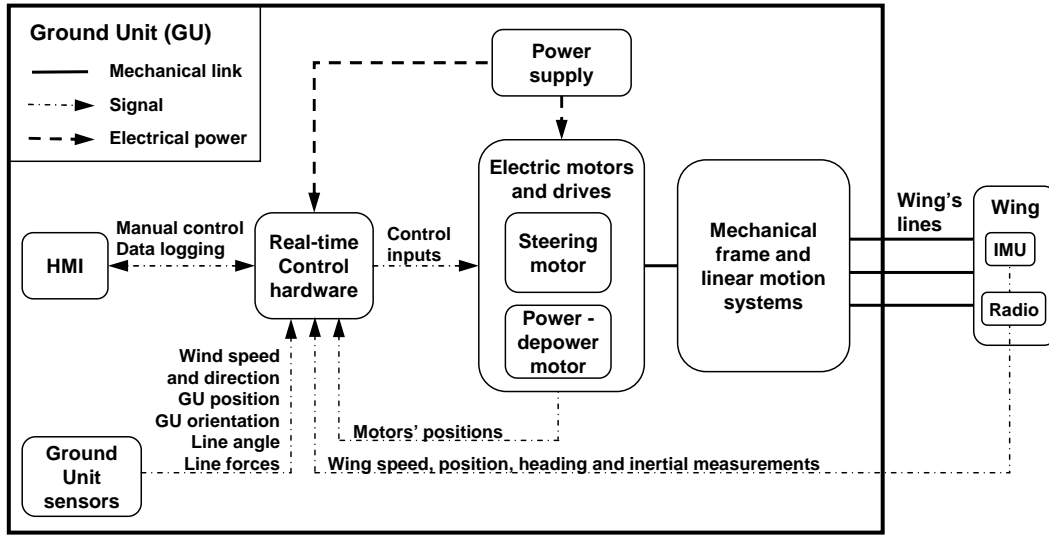 Ground Unit (GU)
Mechanical link
Signal
Electrical power
Power
supply
Electric motors
and drives
Steering
motor
Power -
depower
motor
Mechanical
frame and
linear motion
systems
Wing's
lines
Wing
IMU
Radio
HMI
Manual control
Data logging
Real-time
Control
hardware
Control
inputs
Wind speed
and direction
GU position
GU orientation
Line angle
Line forces
Motors' positions
Wing speed, position, heading and inertial measurements
Ground
Unit
sensors